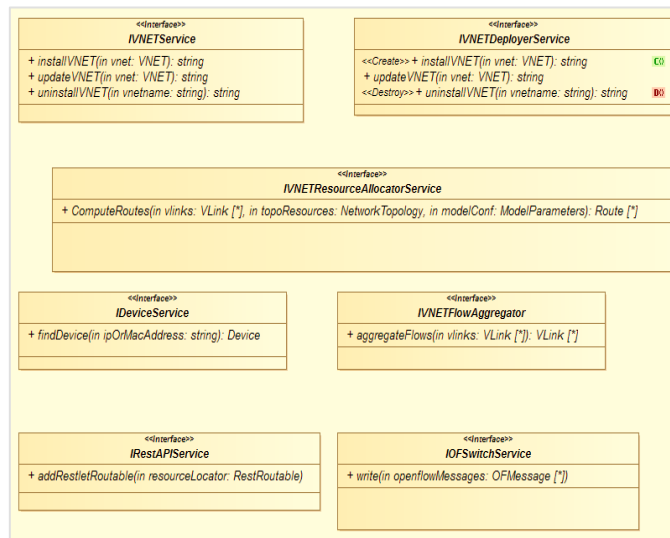 <<interface>>
IVNETService
+ installVNET(in vnet: VNET): string
+ updateVNET(in vnet: VNET): string
+ uninstallVNET(in vnetname: string): string
<<interface>>
IVNETDeployerService
<<Create>> + installVNET(in vnet: VNET): string C()
+ updateVNET(in vnet: VNET): string
<<Destroy>> + uninstallVNET(in vnetname: string): string D()
<<interface>>
IVNETResourceAllocatorService
+ ComputeRoutes(in vlinks: VLink [*], in topoResources: NetworkTopology, in modelConf: ModelParameters): Route [*]
<<interface>>
IDeviceService
+ findDevice(in ipOrMacAddress: string): Device
<<interface>>
IVNETFlowAggregator
+ aggregateFlows(in vlinks: VLink [*]): VLink [*]
<<interface>>
IRestAPIService
+ addRestletRoutable(in resourceLocator: RestRoutable)
<<interface>>
IOFSwitchService
+ write(in openflowMessages: OFMessage [*])